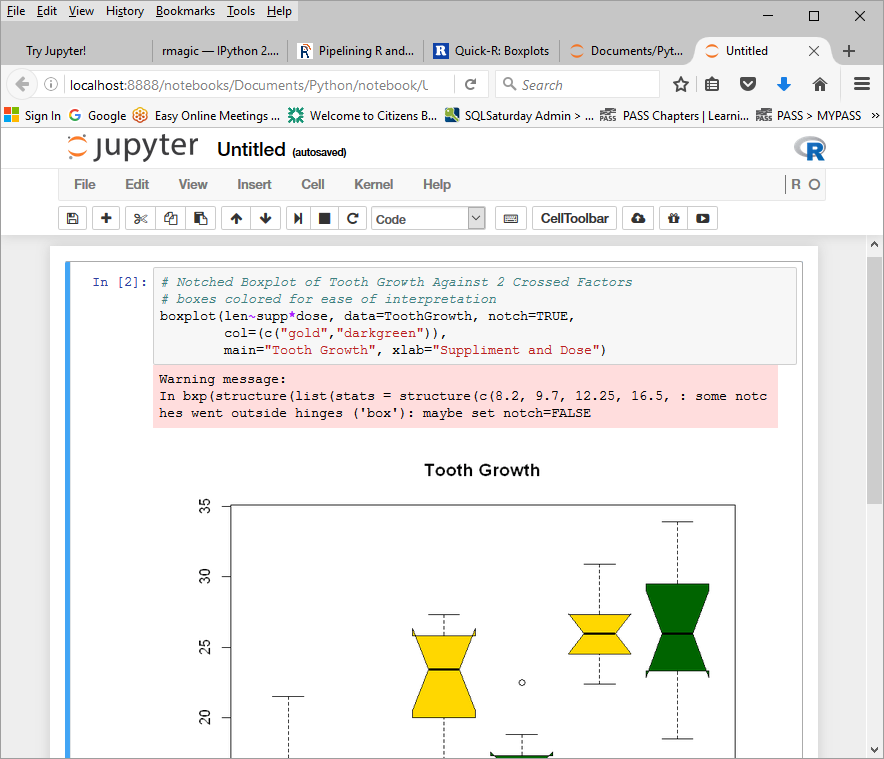 File Edit View History Bookmarks Tools Help
Try Jupyter! rmagic — IPython 2.... Pipelining R and... Quick-R: Boxplots Documents/Pyt... Untitled
localhost:8888/notebooks/Documents/Python/notebook/U Search
Sign In Google Easy Online Meetings ... Welcome to Citizens B... SQLSaturday Admin > ... PASS Chapters | Learni... PASS > MYPASS
jupyter Untitled (autosaved)
File Edit View Insert Cell Kernel Help R
Code CellToolbar
In [2]: # Notched Boxplot of Tooth Growth Against 2 Crossed Factors
# boxes colored for ease of interpretation
boxplot(len~supp*dose, data=ToothGrowth, notch=TRUE,
col=(c("gold","darkgreen")),
main="Tooth Growth", xlab="Suppliment and Dose")
Warning message:
In bxp(structure(list(stats = structure(c(8.2, 9.7, 12.25, 16.5, : some notc
hes went outside hinges ('box'): maybe set notch=FALSE
Tooth Growth
35
30
25
20